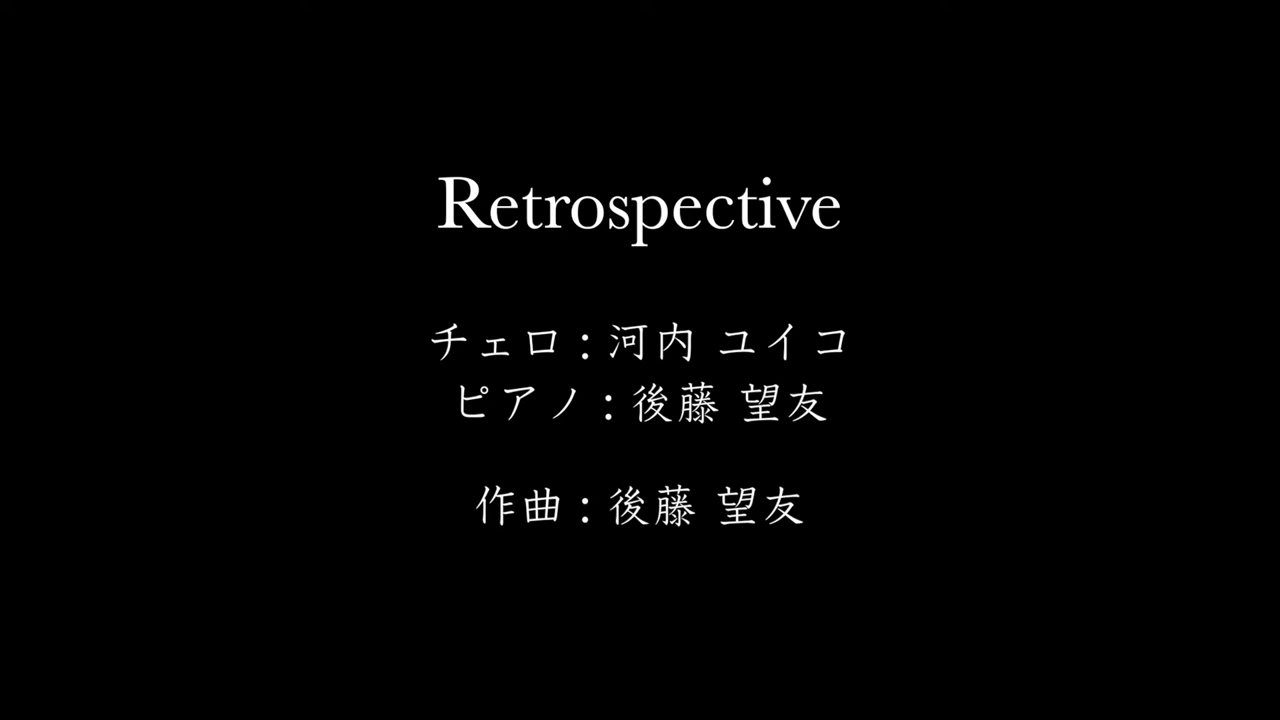 Retrospective
チェロ : 河内 ユイコ
ピアノ : 後藤 望友
作曲 : 後藤 望友